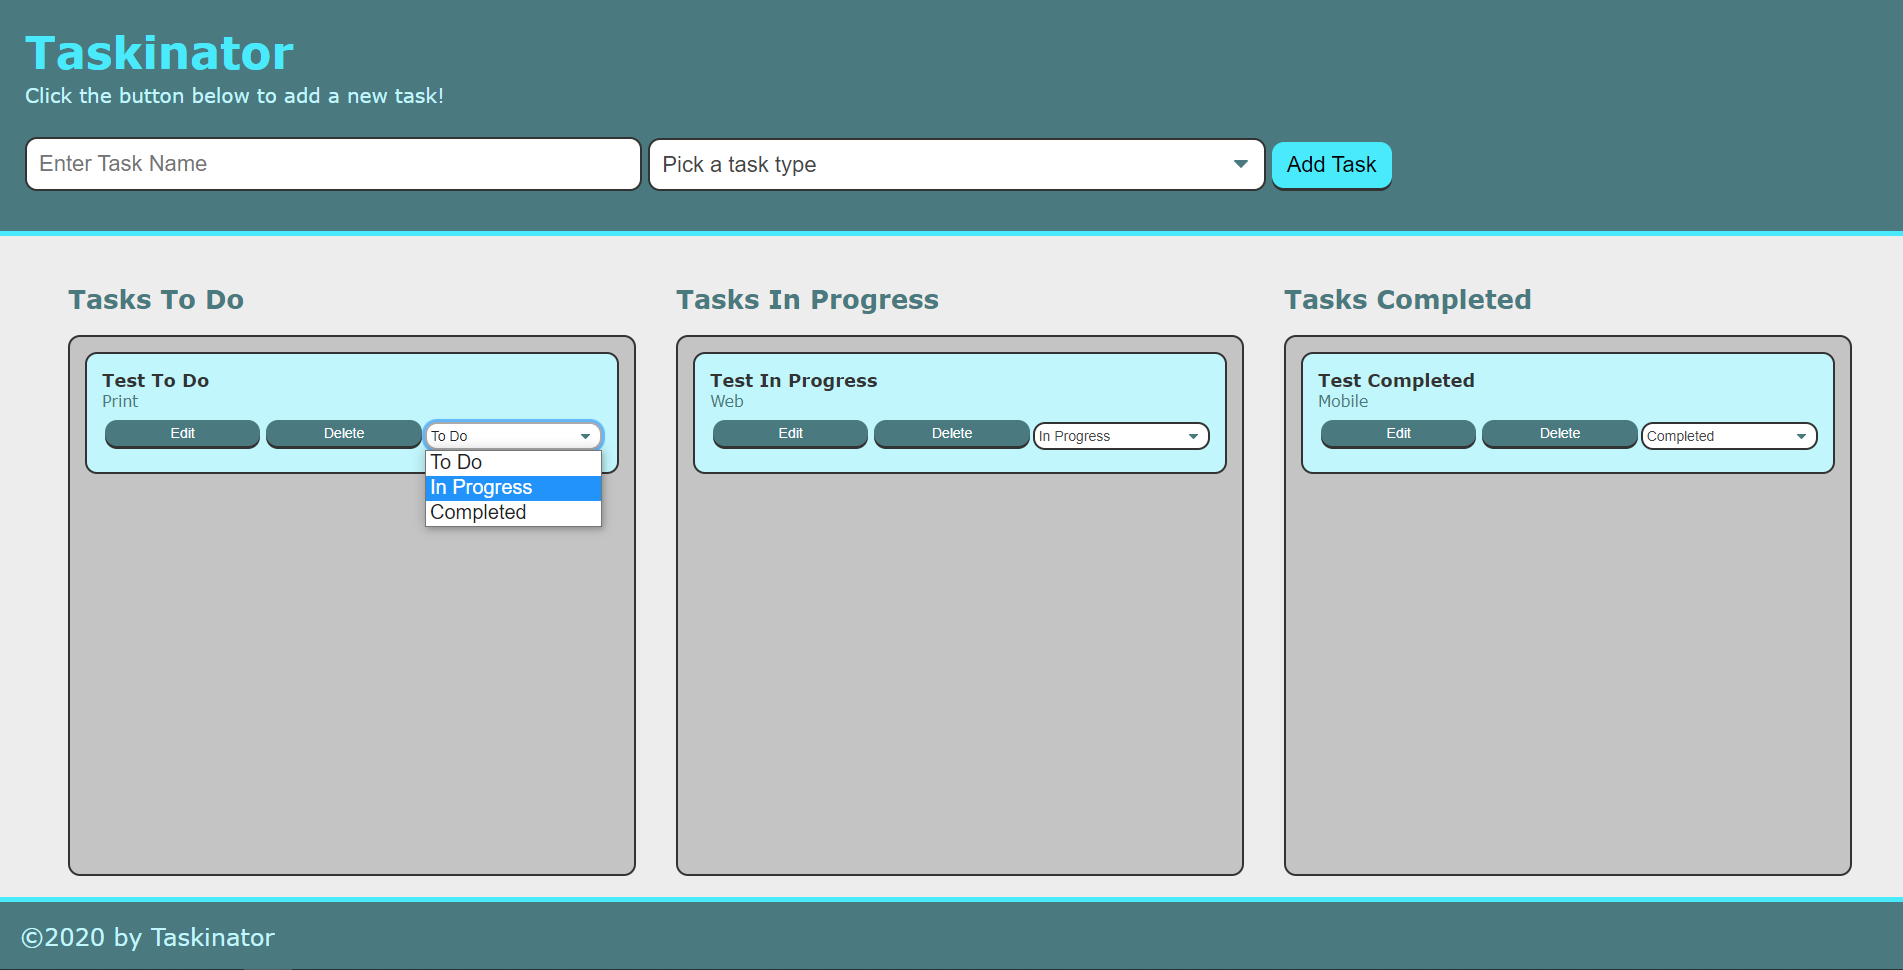 Taskinator
Click the button below to add a new task!
Enter Task Name
Pick a task type
Add Task
Tasks To Do
Test To Do
Print
Edit
Delete
To Do
To Do
In Progress
Completed
Tasks In Progress
Test In Progress
Web
Edit
Delete
In Progress
Tasks Completed
Test Completed
Mobile
Edit
Delete
Completed
©2020 by Taskinator